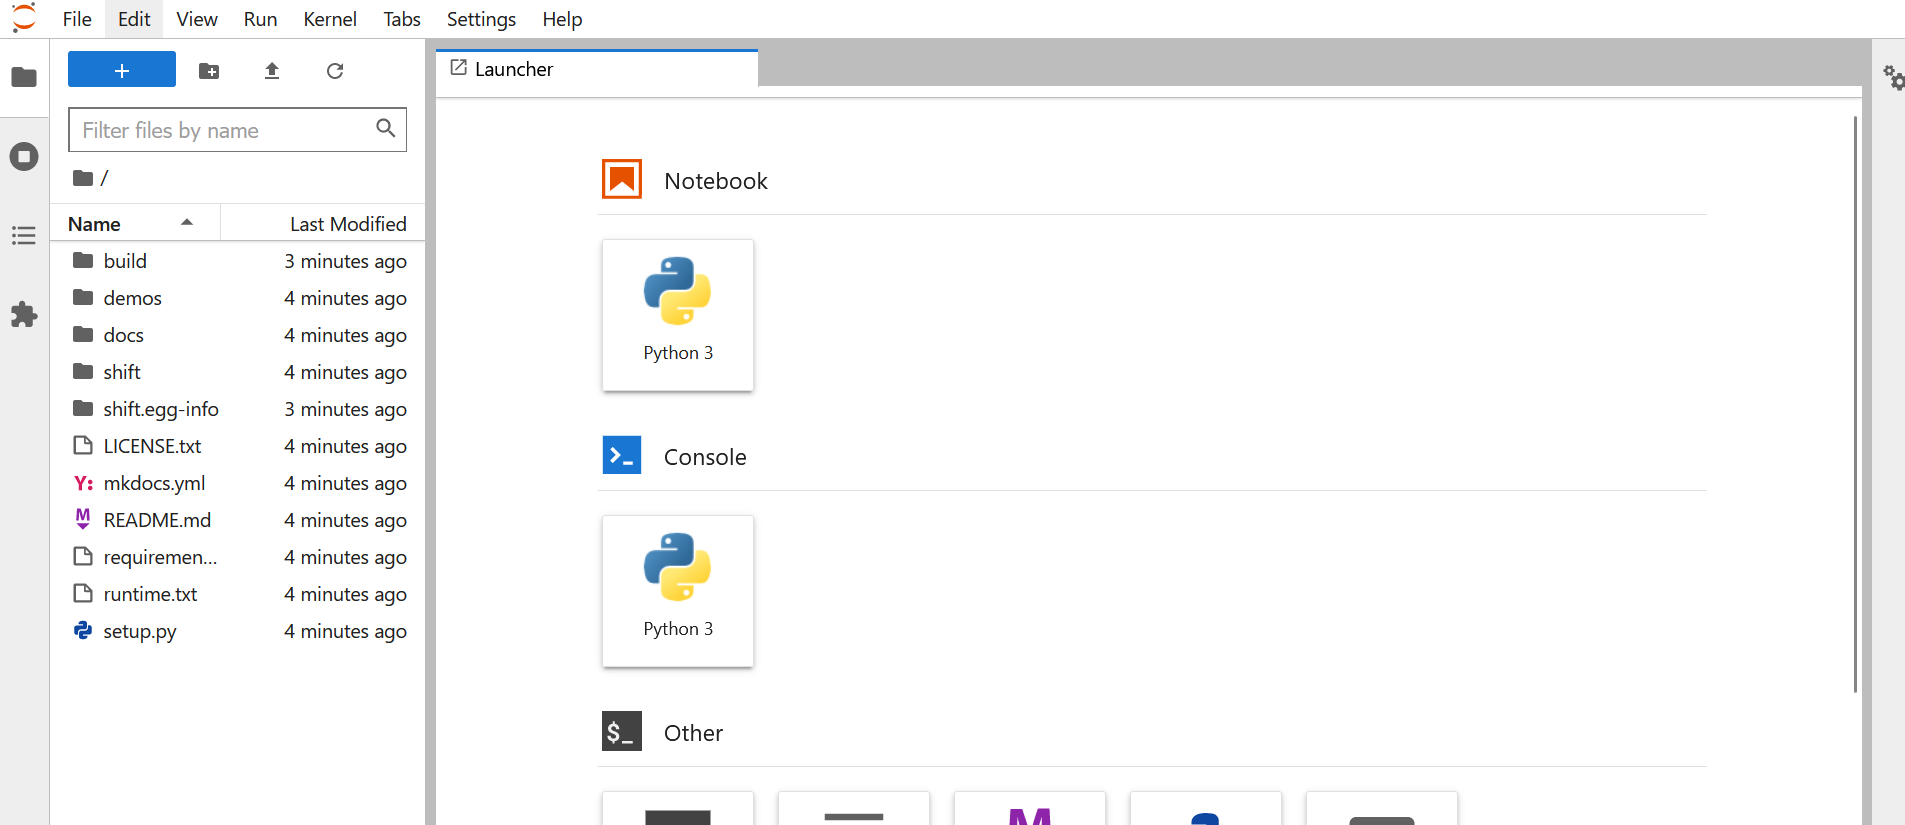 File Edit View Run Kernel Tabs Settings Help
+
Launcher
Filter files by name
/
Name Last Modified
build 3 minutes ago
demos 4 minutes ago
docs 4 minutes ago
shift 4 minutes ago
shift.egg-info 3 minutes ago
LICENSE.txt 4 minutes ago
Y: mkdocs.yml 4 minutes ago
M README.md 4 minutes ago
requiremen... 4 minutes ago
runtime.txt 4 minutes ago
setup.py 4 minutes ago
Notebook
Python 3
>_ Console
Python 3
$_ Other
M